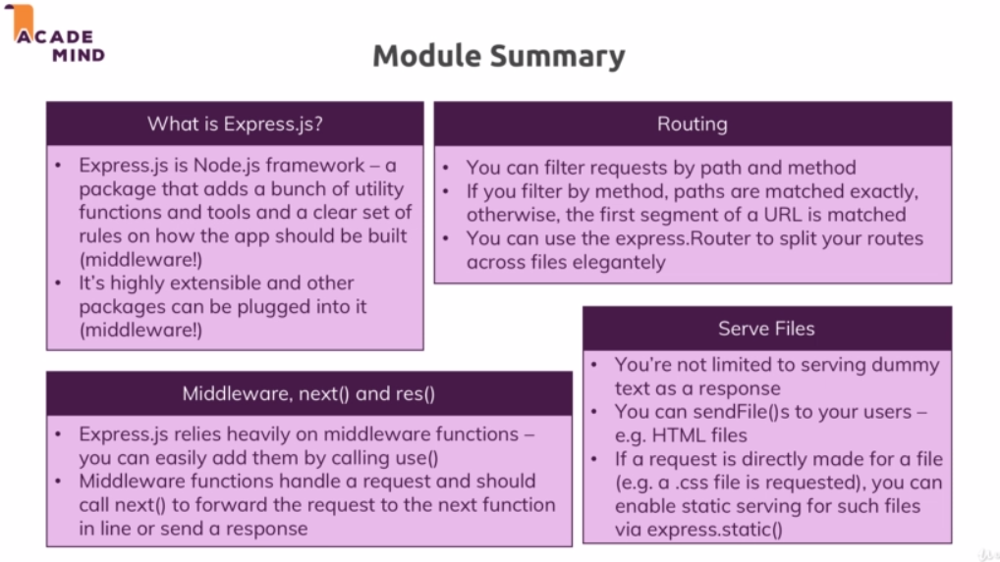 ACADE
MIND
Module Summary
What is Express.js?
• Express.js is Node.js framework – a
package that adds a bunch of utility
functions and tools and a clear set of
rules on how the app should be built
(middleware!)
• It's highly extensible and other
packages can be plugged into it
(middleware!)
Routing
• You can filter requests by path and method
• If you filter by method, paths are matched exactly,
otherwise, the first segment of a URL is matched
• You can use the express.Router to split your routes
across files elegantely
Middleware, next() and res()
• Express.js relies heavily on middleware functions –
you can easily add them by calling use()
• Middleware functions handle a request and should
call next() to forward the request to the next function
in line or send a response
Serve Files
• You're not limited to serving dummy
text as a response
• You can sendFile()s to your users –
e.g. HTML files
• If a request is directly made for a file
(e.g. a .css file is requested), you can
enable static serving for such files
via express.static()